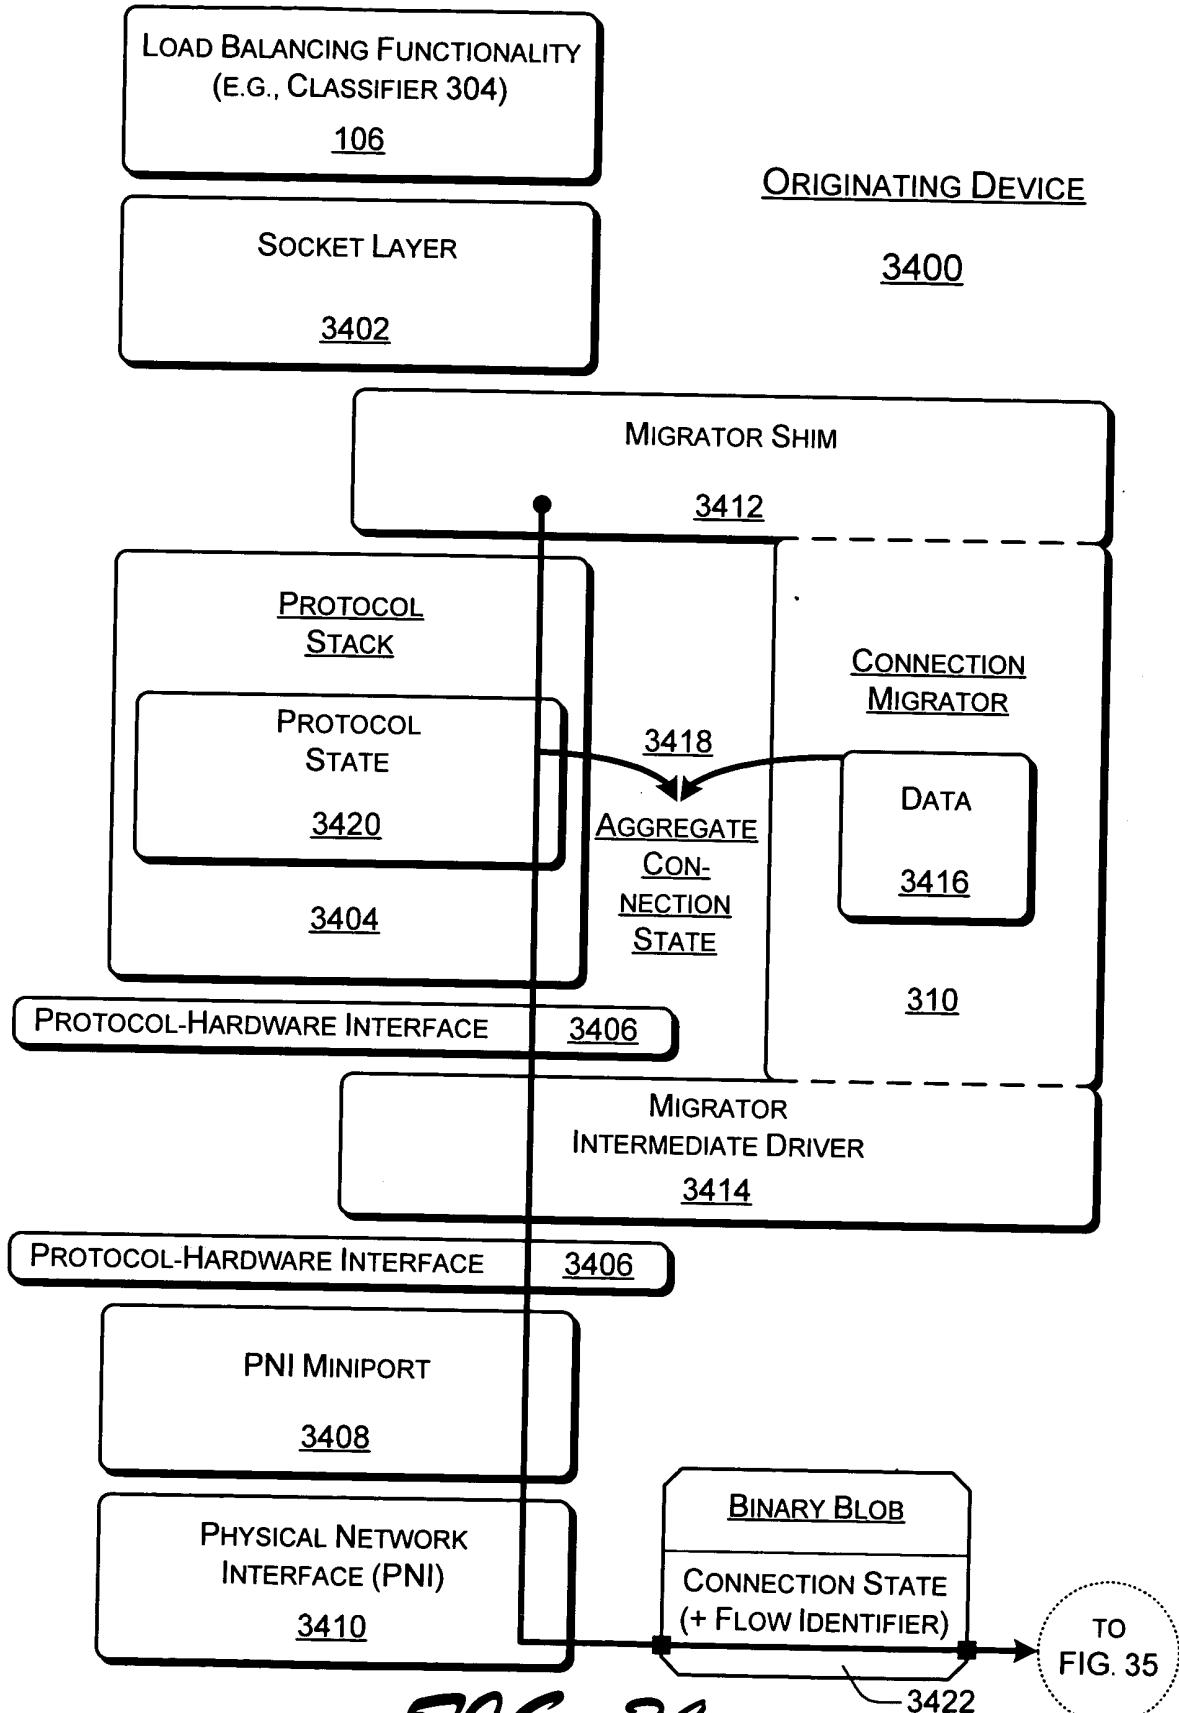 LOAD BALANCING FUNCTIONALITY
(E.G., CLASSIFIER 304)
106
ORIGINATING DEVICE
3400
SOCKET LAYER
3402
MIGRATOR SHIM
3412
PROTOCOL
STACK
PROTOCOL
STATE
3420
3404
3418
AGGREGATE
CON-
NECTION
STATE
CONNECTION
MIGRATOR
DATA
3416
310
PROTOCOL-HARDWARE INTERFACE 3406
MIGRATOR
INTERMEDIATE DRIVER
3414
PROTOCOL-HARDWARE INTERFACE 3406
PNI MINIPORT
3408
PHYSICAL NETWORK
INTERFACE (PNI)
3410
BINARY BLOB
CONNECTION STATE
(+ FLOW IDENTIFIER)
3422
TO
FIG. 35